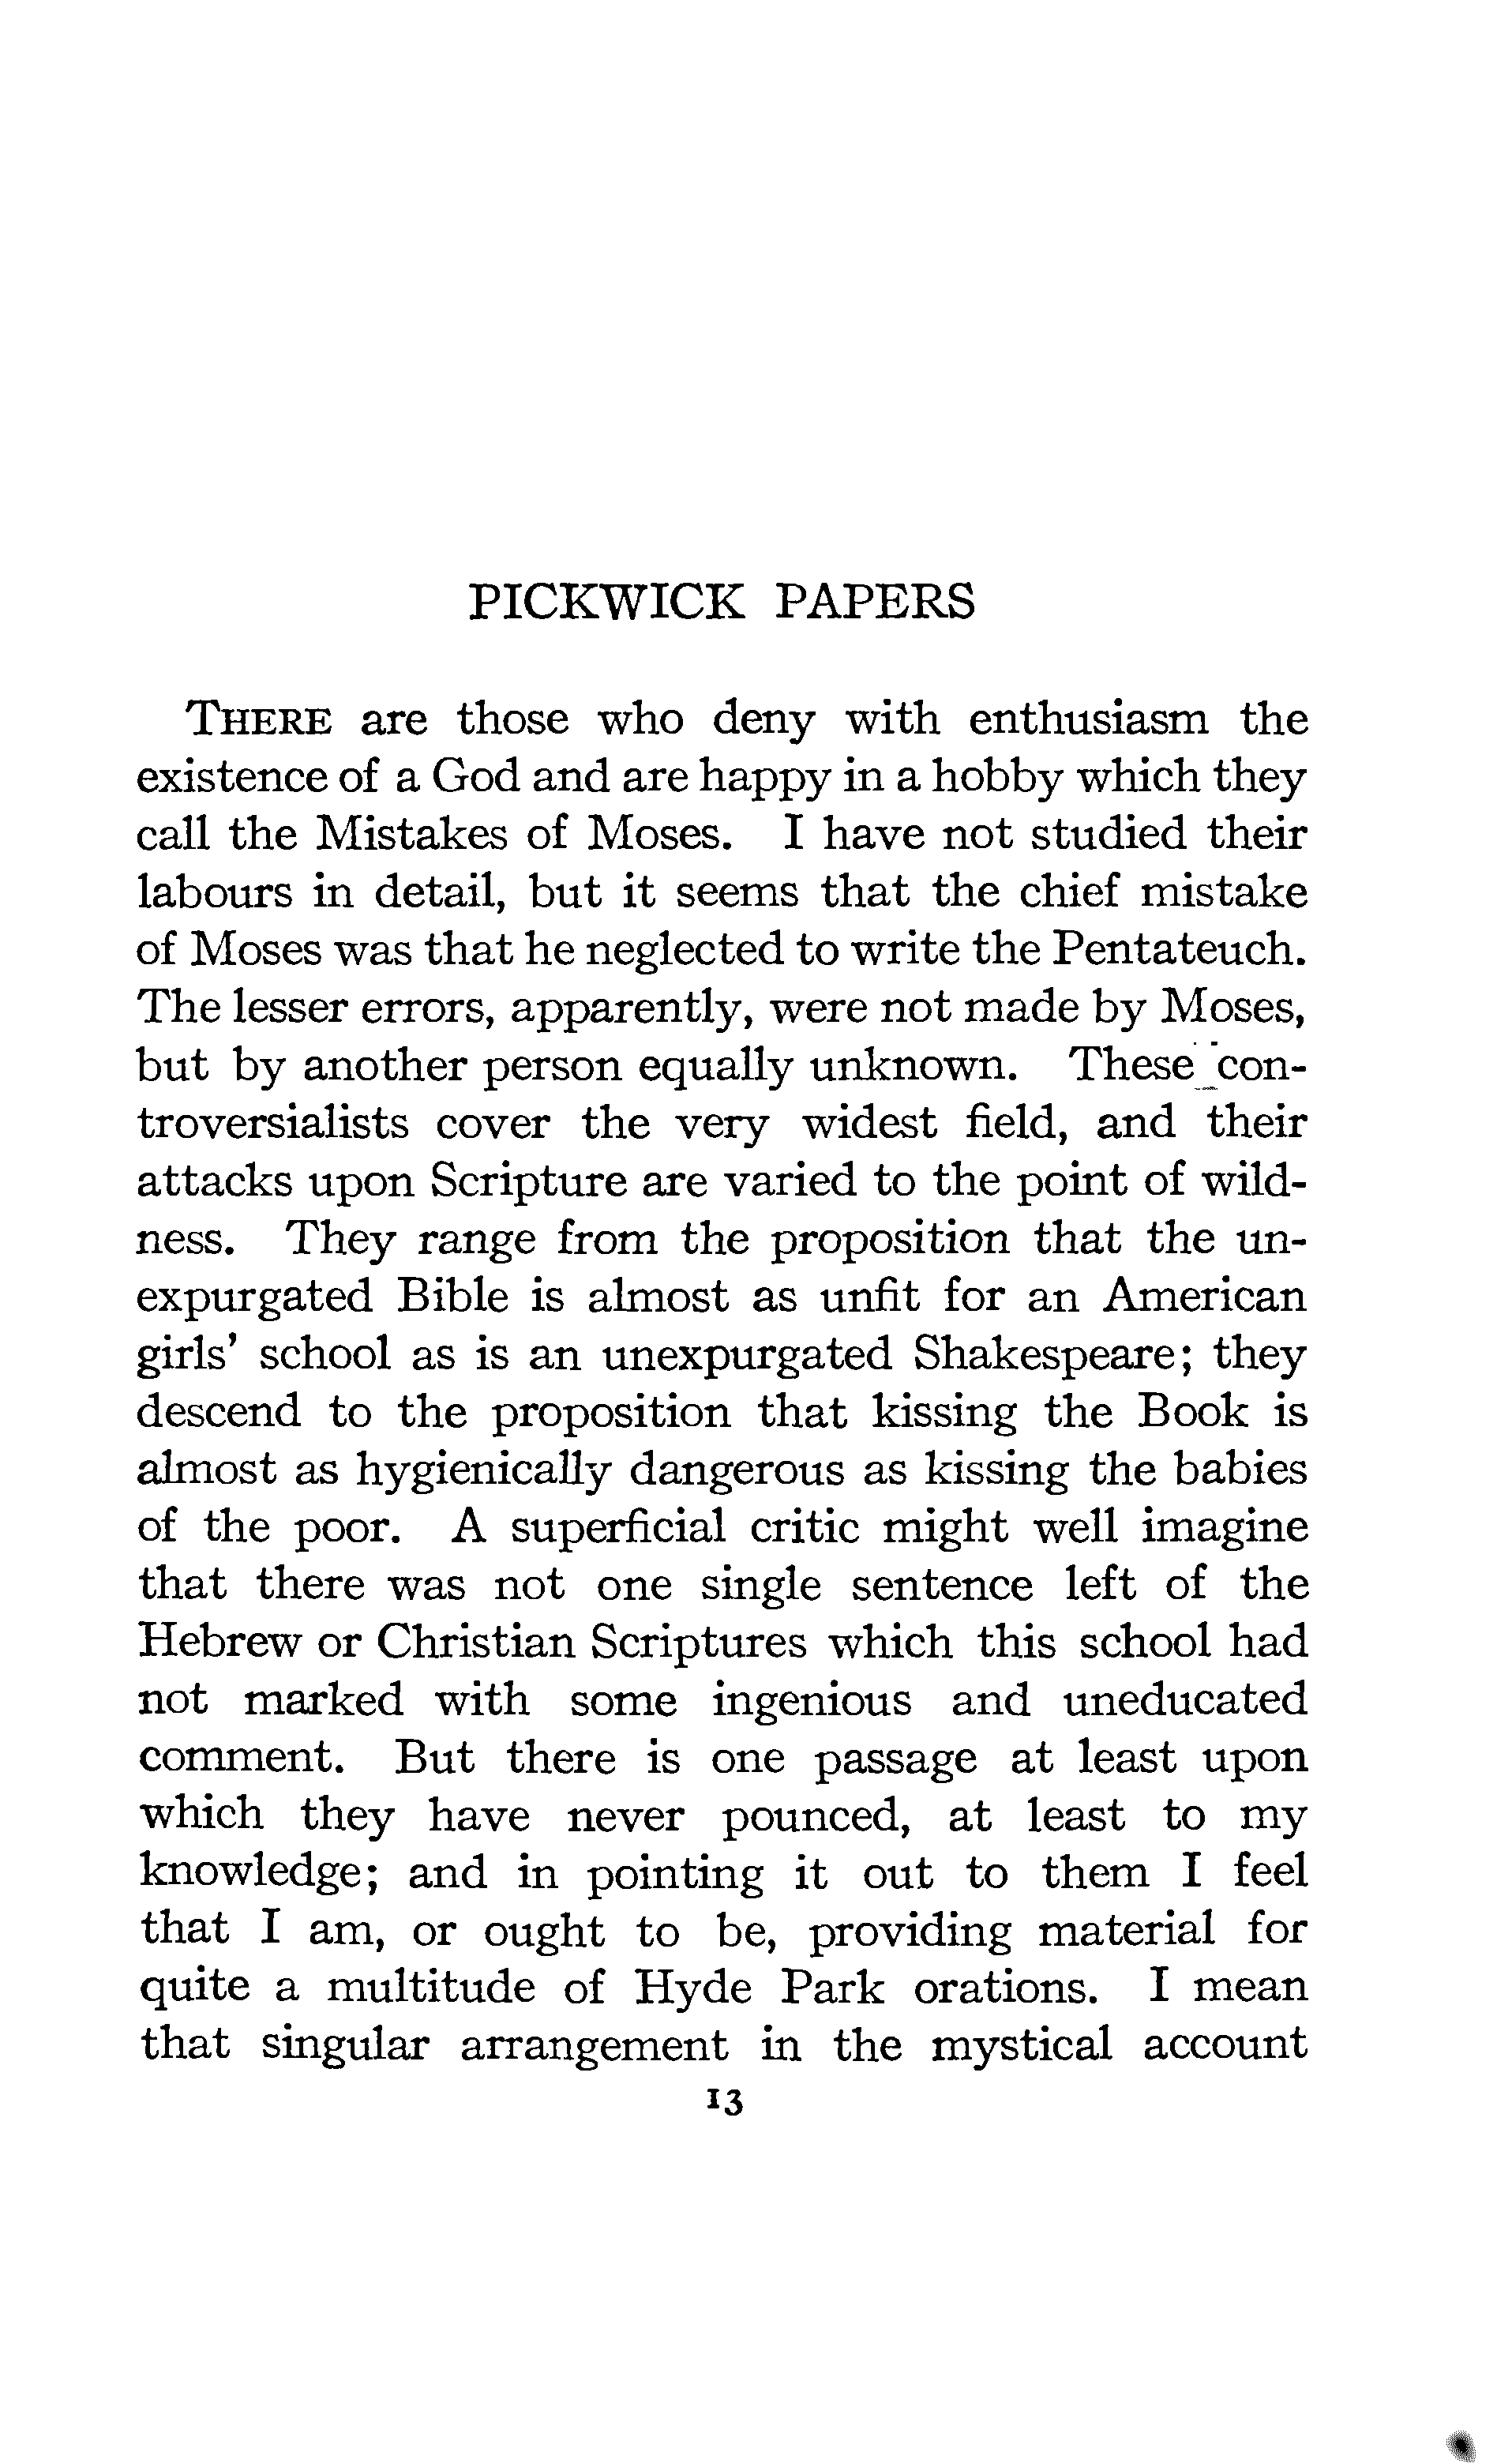 PICKWICK PAPERS
THERE are those who deny with enthusiasm the
existence of a God and are happy in a hobby which they
call the Mistakes of Moses. I have not studied their
labours in detail, but it seems that the chief mistake
of Moses was that he neglected to write the Pentateuch.
The lesser errors, apparently, were not made by Moses,
but by another person equally unknown. These con-
troversialists cover the very widest field, and their
attacks upon Scripture are varied to the point of wild-
ness. They range from the proposition that the un-
expurgated Bible is almost as unfit for an American
girls' school as is an unexpurgated Shakespeare; they
descend to the proposition that kissing the Book is
almost as hygienically dangerous as kissing the babies
of the poor. A superficial critic might well imagine
that there was not one single sentence left of the
Hebrew or Christian Scriptures which this school had
not marked with some ingenious and uneducated
comment. But there is one passage at least upon
which they have never pounced, at least to my
knowledge; and in pointing it out to them I feel
that I am, or ought to be, providing material for
quite a multitude of Hyde Park orations. I mean
that singular arrangement in the mystical account
13